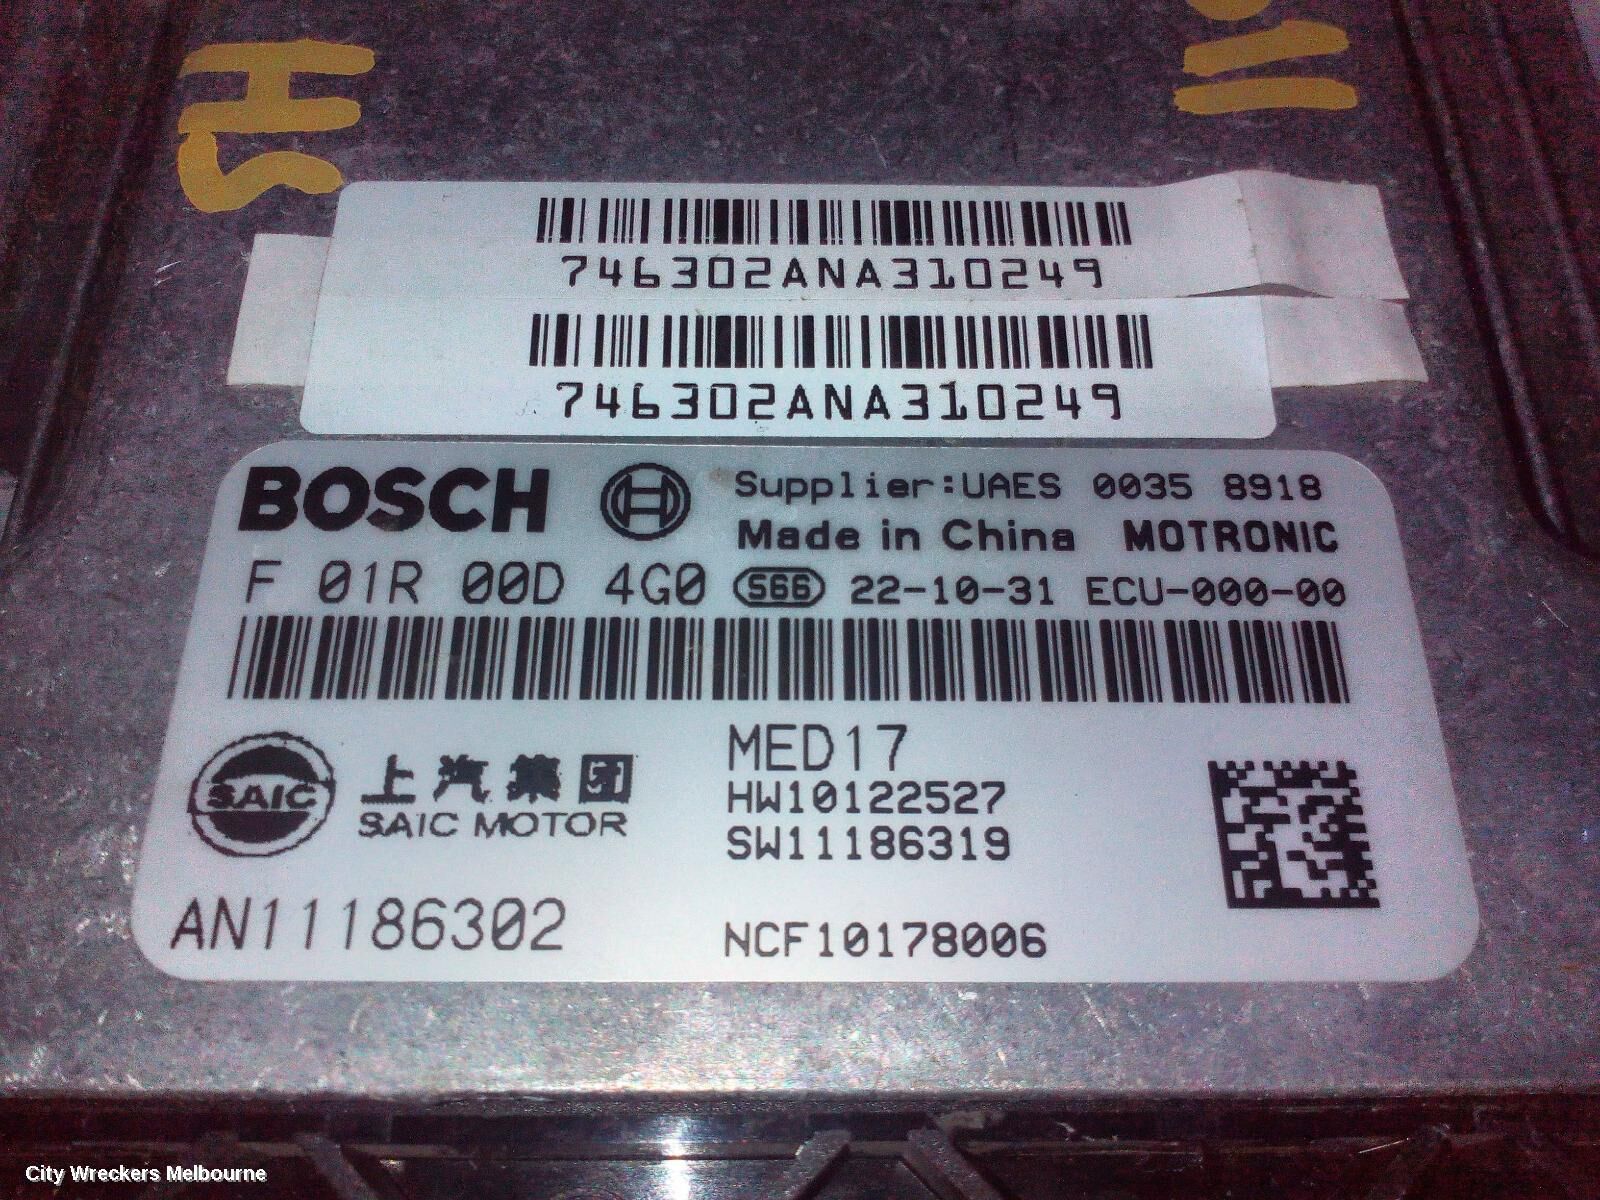 746302ANA310249
746302ANA310249
BOSCH Supplier:UAES 0035 8918
Made in China MOTRONIC
F 01R 00D 4G0 S66 22-10-31 ECU-000-00
MED17
HW10122527
SW11186319
SAIC 上汽集团
SAIC MOTOR
AN11186302
NCF10178006
City Wreckers Melbourne